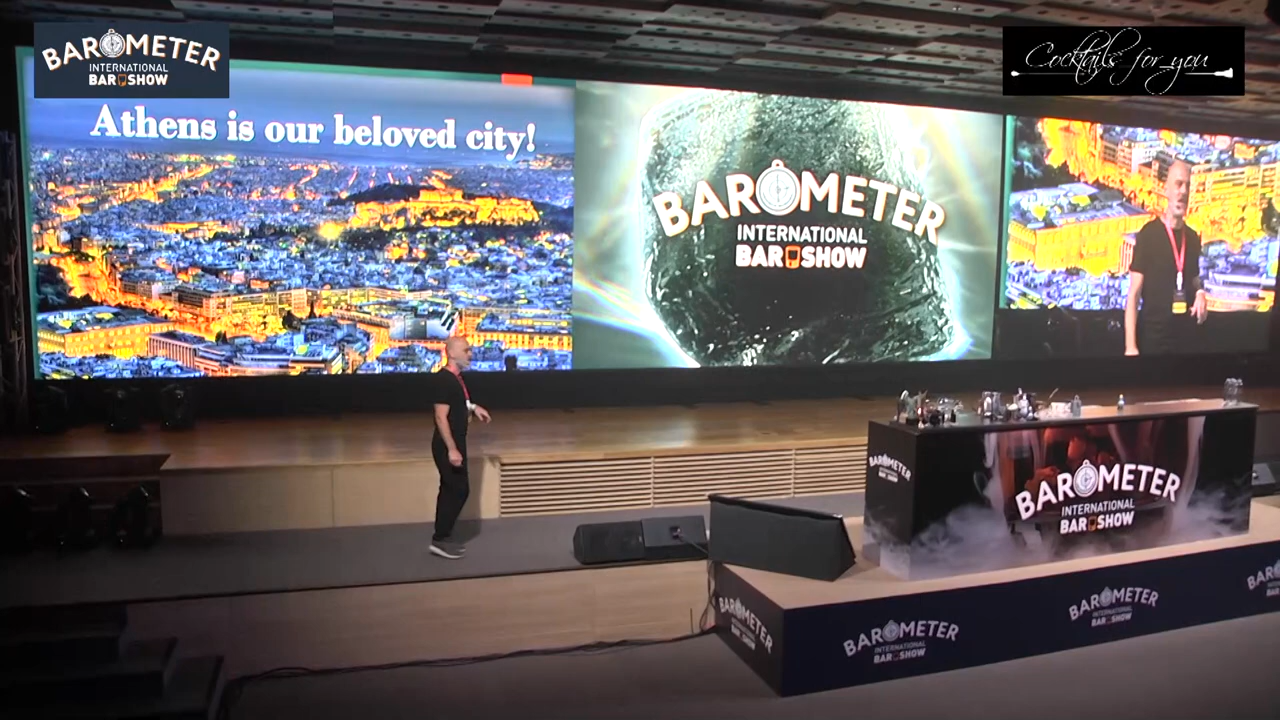 BAROMETER
INTERNATIONAL
BAR SHOW
Cocktails for you
Athens is our beloved city!
BAROMETER
INTERNATIONAL
BAR SHOW
BAROMETER
BAROMETER
INTERNATIONAL
BAR SHOW
BAROMETER
INTERNATIONAL
BAR SHOW
BAROMETER
INTERNATIONAL
BAR SHOW
BAROMETER
INTERNATIONAL
BAR SHOW